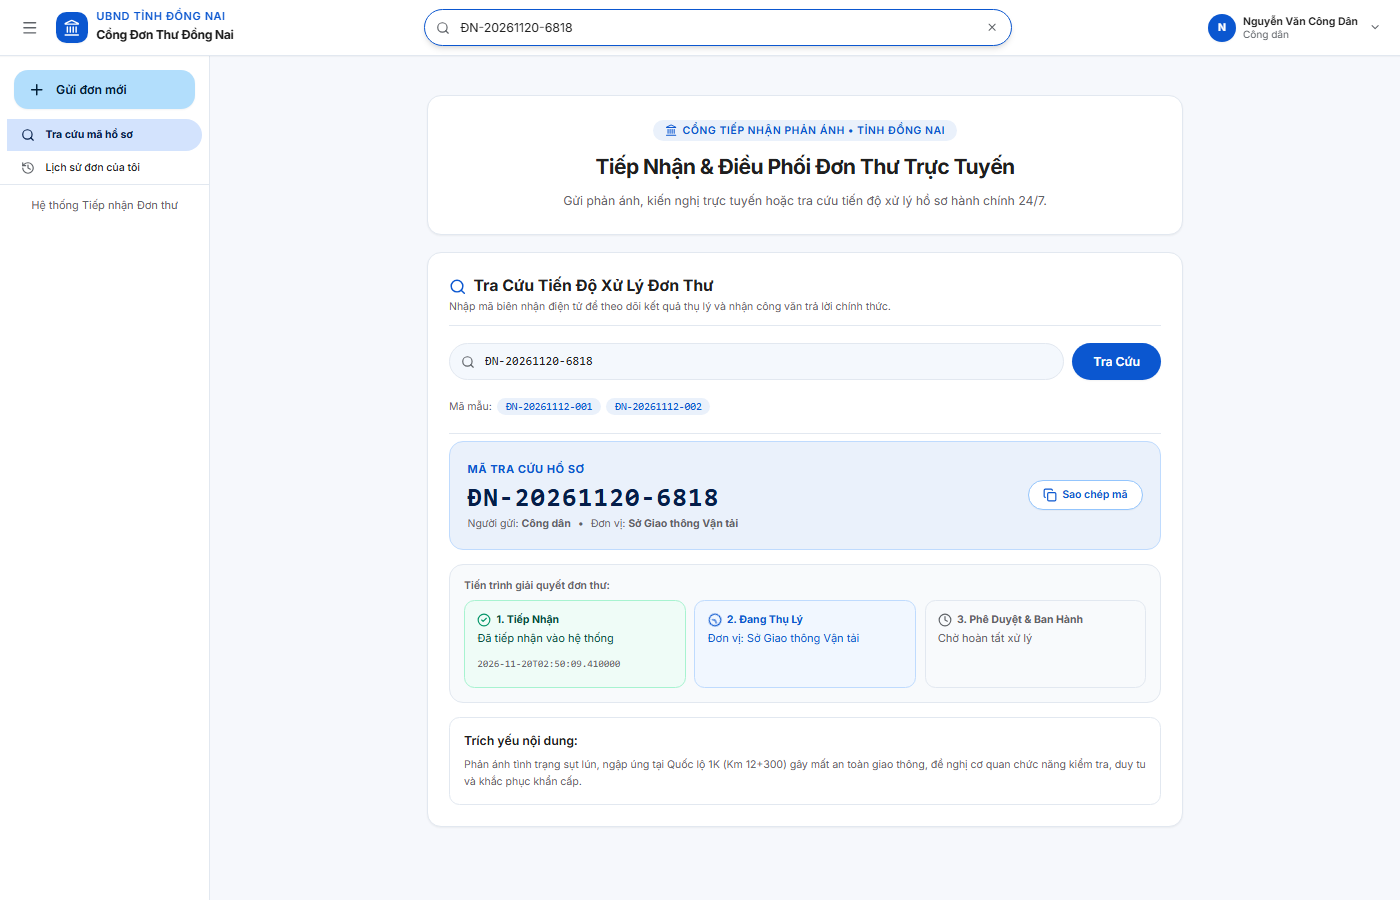 UBND TỈNH ĐỒNG NAI
Cổng Đơn Thư Đồng Nai
ĐN-20261120-6818
N
Nguyễn Văn Công Dân
Công dân
Gửi đơn mới
Tra cứu mã hồ sơ
Lịch sử đơn của tôi
Hệ thống Tiếp nhận Đơn thư
CỔNG TIẾP NHẬN PHẢN ÁNH • TỈNH ĐỒNG NAI
Tiếp Nhận & Điều Phối Đơn Thư Trực Tuyến
Gửi phản ánh, kiến nghị trực tuyến hoặc tra cứu tiến độ xử lý hồ sơ hành chính 24/7.
Tra Cứu Tiến Độ Xử Lý Đơn Thư
Nhập mã biên nhận điện tử để theo dõi kết quả thụ lý và nhận công văn trả lời chính thức.
ĐN-20261120-6818
Tra Cứu
Mã mẫu: ĐN-20261112-001 ĐN-20261112-002
MÃ TRA CỨU HỒ SƠ
ĐN-20261120-6818
Người gửi: Công dân • Đơn vị: Sở Giao thông Vận tải
Sao chép mã
Tiến trình giải quyết đơn thư:
1. Tiếp Nhận
Đã tiếp nhận vào hệ thống
2026-11-20T02:50:09.410000
2. Đang Thụ Lý
Đơn vị: Sở Giao thông Vận tải
3. Phê Duyệt & Ban Hành
Chờ hoàn tất xử lý
Trích yếu nội dung:
Phản ánh tình trạng sụt lún, ngập úng tại Quốc lộ 1K (Km 12+300) gây mất an toàn giao thông, đề nghị cơ quan chức năng kiểm tra, duy tu
và khắc phục khẩn cấp.